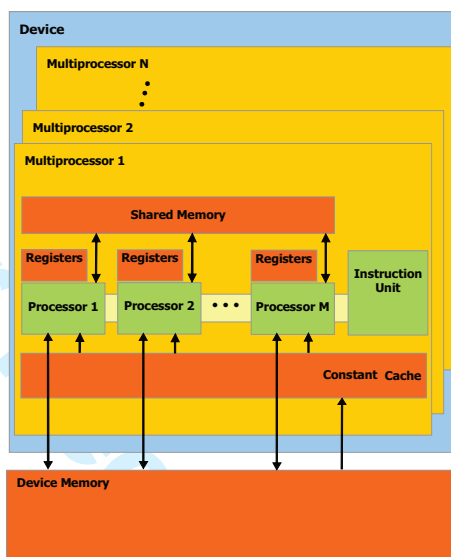 Device
Multiprocessor N
Multiprocessor 2
Multiprocessor 1
Shared Memory
Registers
Registers
Registers
Instruction
Unit
Processor 1
Processor 2
Processor M
Constant Cache
Device Memory